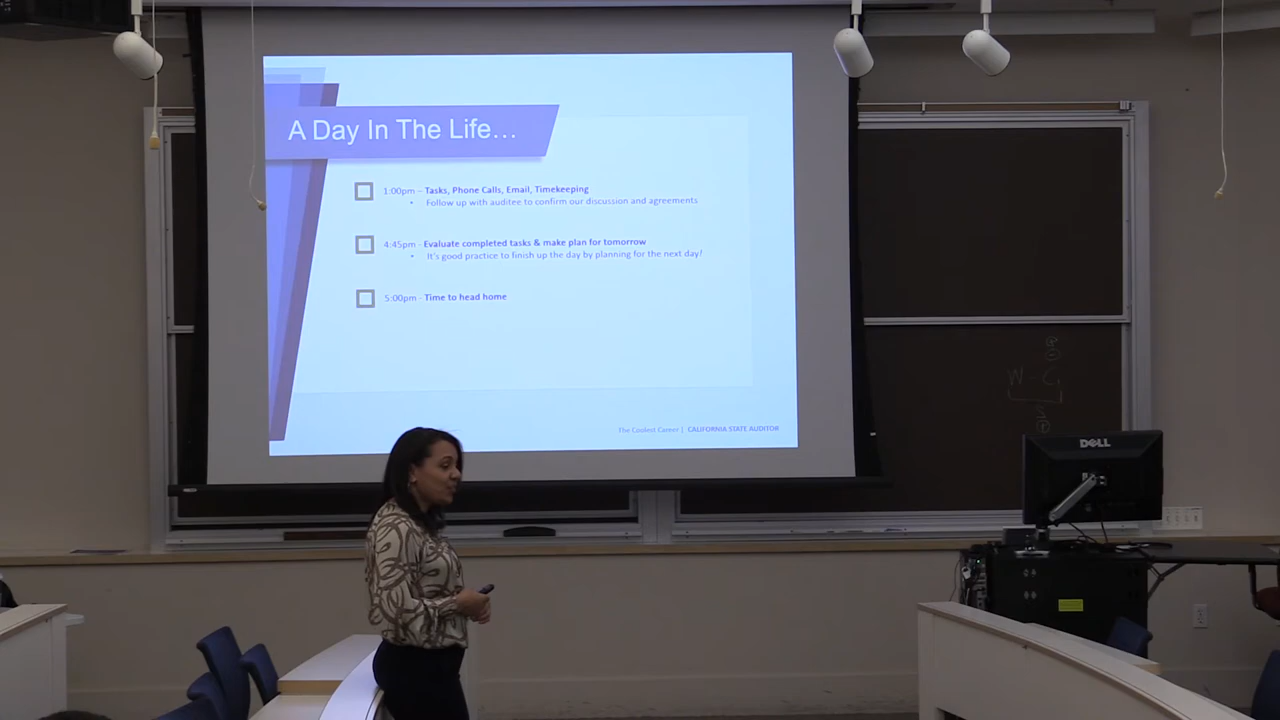 A Day In The Life...
1:00pm – Tasks, Phone Calls, Email, Timekeeping
• Follow up with auditee to confirm our discussion and agreements
4:45pm - Evaluate completed tasks & make plan for tomorrow
• It's good practice to finish up the day by planning for the next day!
5:00pm - Time to head home
The Coolest Career | CALIFORNIA STATE AUDITOR
W - C
DELL